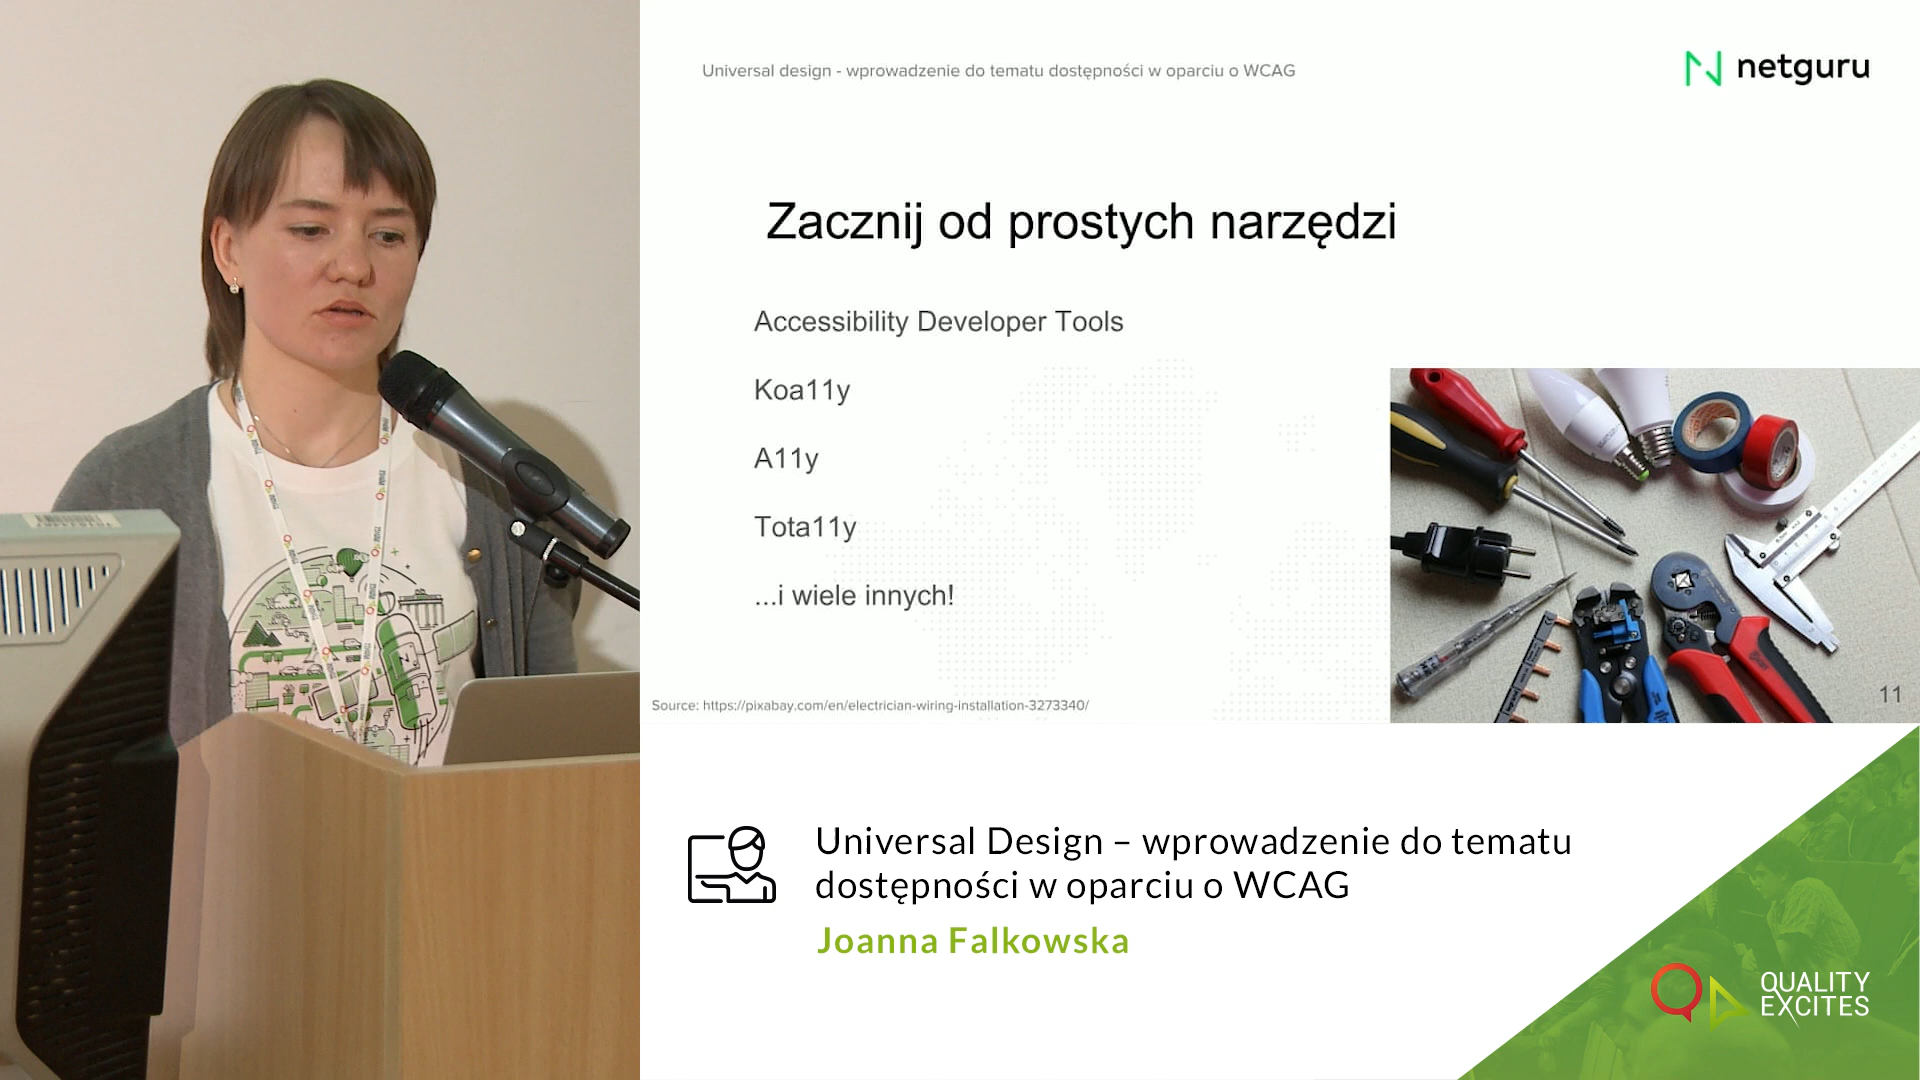 Universal design - wprowadzenie do tematu dostępności w oparciu o WCAG
netguru
Zacznij od prostych narzędzi
Accessibility Developer Tools
Koa11y
A11y
Tota11y
...i wiele innych!
Source: https://pixabay.com/en/electrician-wiring-installation-3273340/
11
Universal Design – wprowadzenie do tematu
dostępności w oparciu o WCAG
Joanna Falkowska
QUALITY
EXCITES